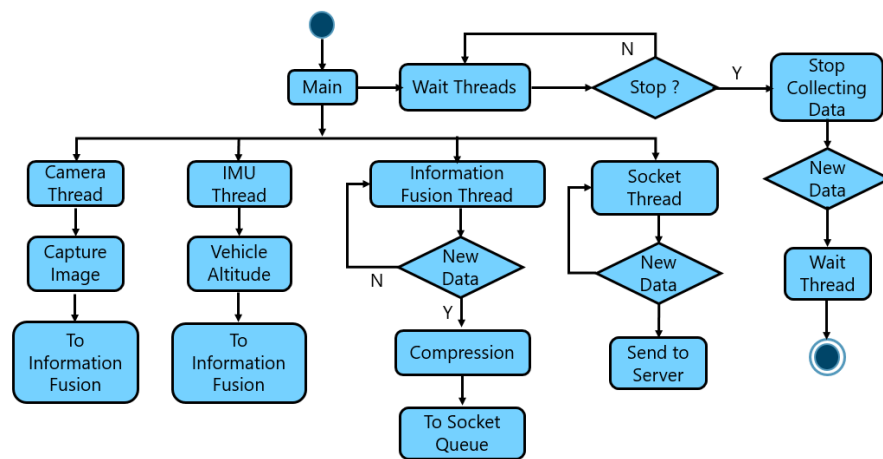 N
Main
Wait Threads
Stop ?
Y
Stop
Collecting
Data
Camera
Thread
IMU
Thread
Information
Fusion Thread
Socket
Thread
New
Data
Capture
Image
Vehicle
Altitude
New
Data
N
Y
New
Data
Wait
Thread
To
Information
Fusion
To
Information
Fusion
Compression
Send to
Server
To Socket
Queue